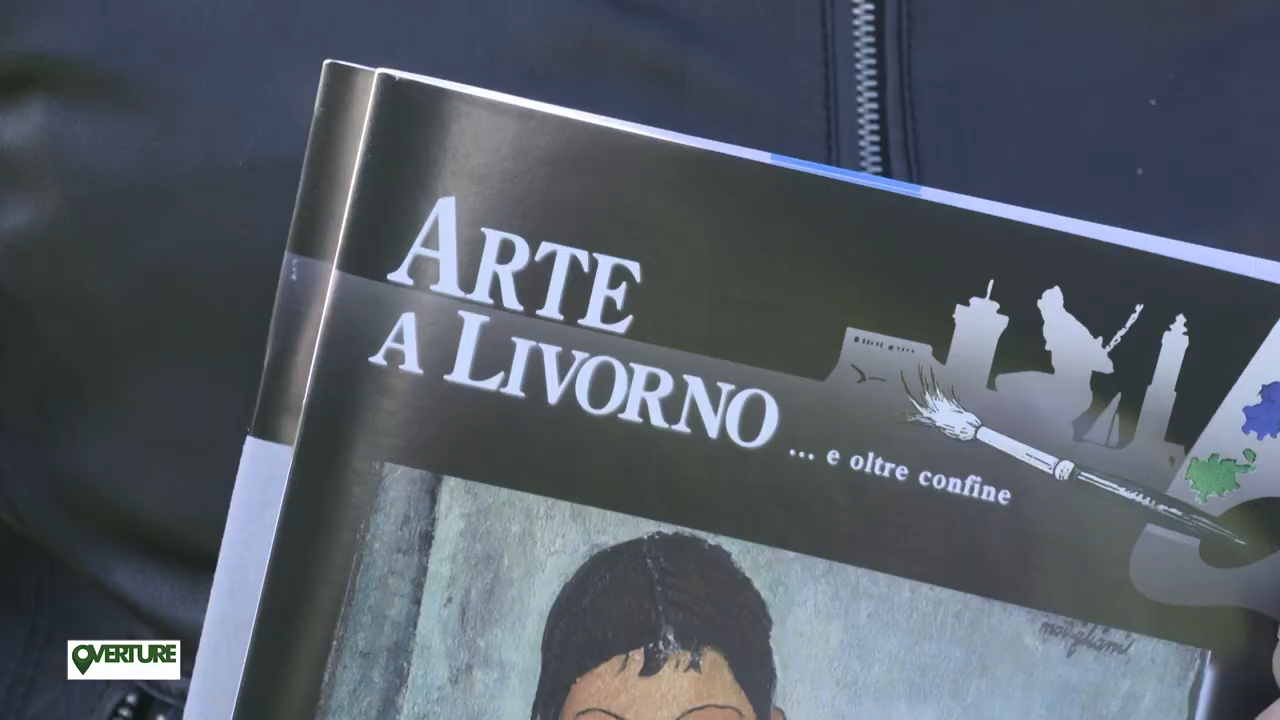 ARTE
A LIVORNO
... e oltre confine
modigliani
OVERTURE